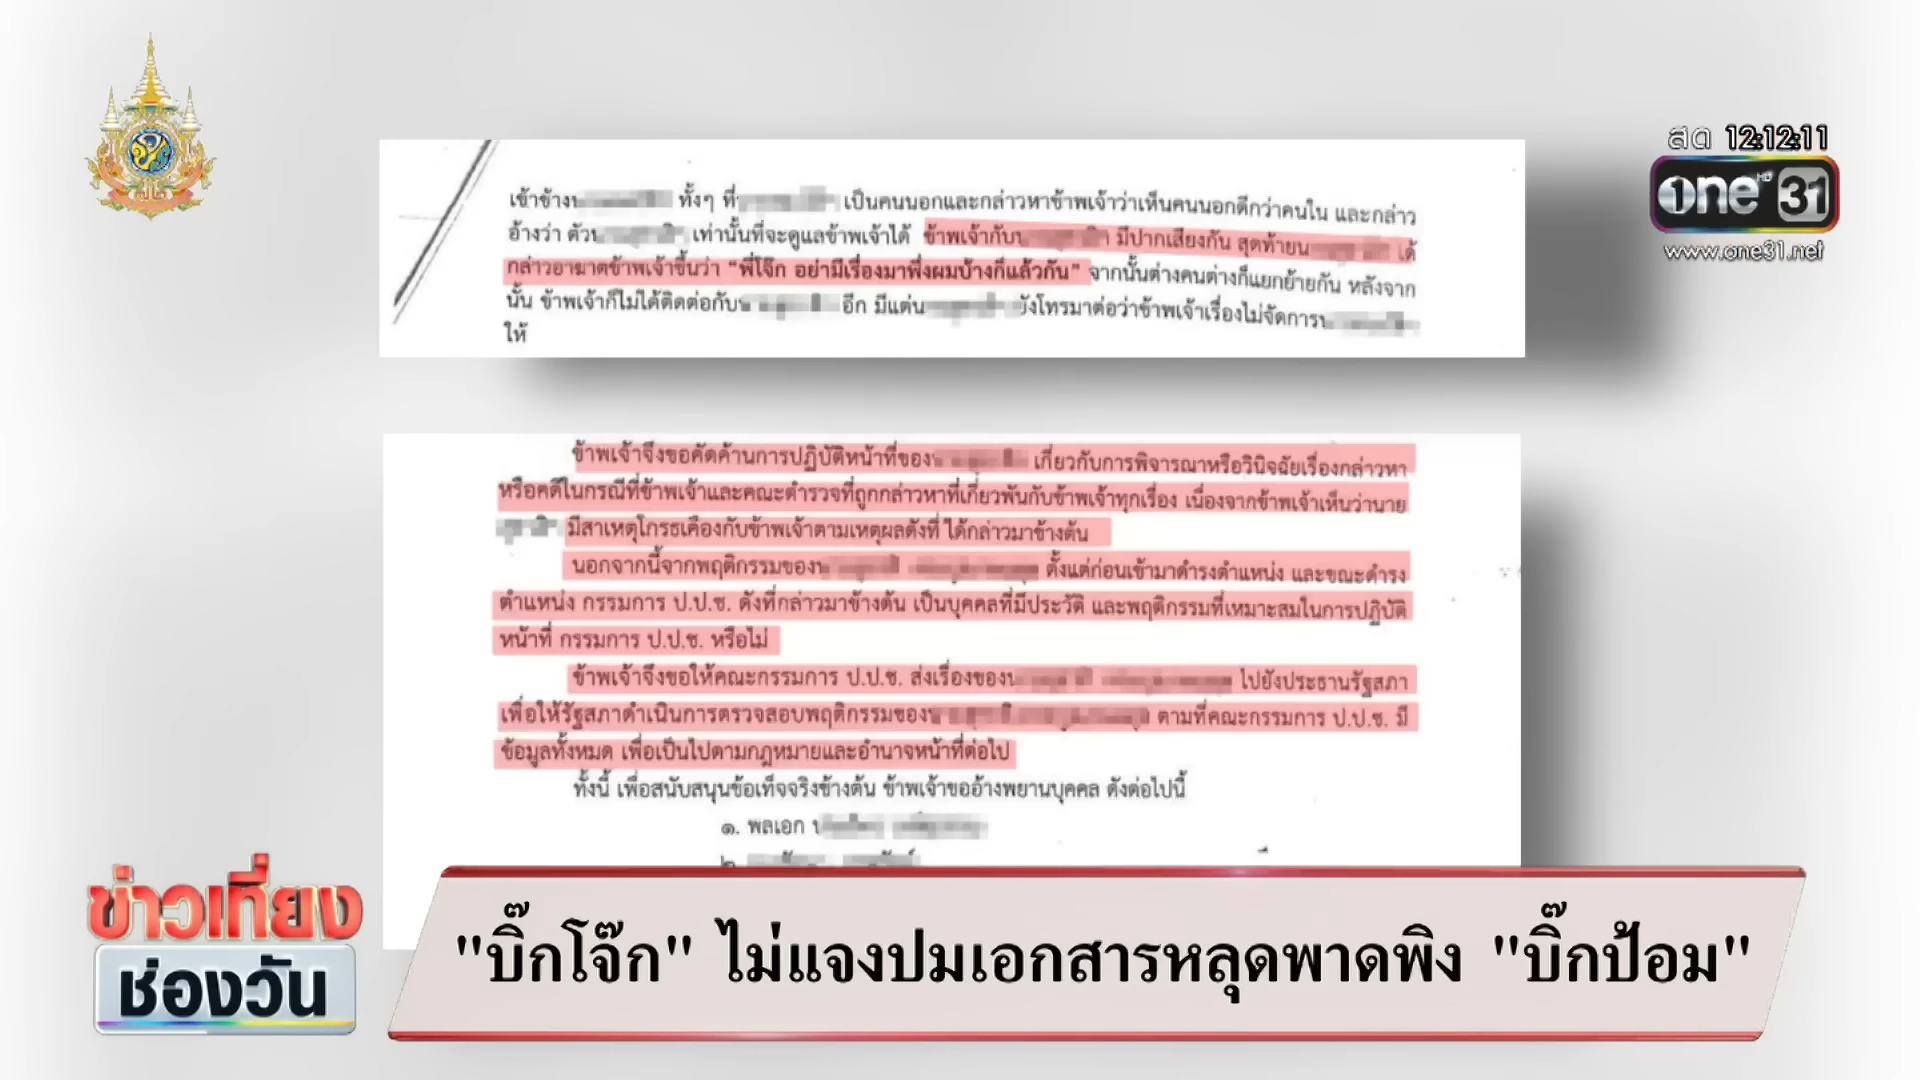 สด 12:12:11
one HD 31
www.one31.net
เข้าข้างน ทั้งๆ ที่ เป็นคนนอกและกล่าวหาข้าพเจ้าว่าเห็นคนนอกดีกว่าคนใน และกล่าว
อ้างว่า ตัวน เท่านั้นที่จะดูแลข้าพเจ้าได้ ข้าพเจ้ากับน มีปากเสียงกัน สุดท้ายน ได้
กล่าวอาฆาตข้าพเจ้าขึ้นว่า “พี่โจ๊ก อย่ามีเรื่องมาพึ่งผมบ้างก็แล้วกัน” จากนั้นต่างคนต่างก็แยกย้ายกัน หลังจาก
นั้น ข้าพเจ้าก็ไม่ได้ติดต่อกับน อีก มีแต่น ยังโทรมาต่อว่าข้าพเจ้าเรื่องไม่จัดการน
ให้
ข้าพเจ้าจึงขอคัดค้านการปฏิบัติหน้าที่ของน เกี่ยวกับการพิจารณาหรือวินิจฉัยเรื่องกล่าวหา
หรือคดีในกรณีที่ข้าพเจ้าและคณะตำรวจที่ถูกกล่าวหาที่เกี่ยวพันกับข้าพเจ้าทุกเรื่อง เนื่องจากข้าพเจ้าเห็นว่านาย
มีสาเหตุโกรธเคืองกับข้าพเจ้าตามเหตุผลดังที่ ได้กล่าวมาข้างต้น
นอกจากนี้จากพฤติกรรมของน ตั้งแต่ก่อนเข้ามาดำรงตำแหน่ง และขณะดำรง
ตำแหน่ง กรรมการ ป.ป.ช. ดังที่กล่าวมาข้างต้น เป็นบุคคลที่มีประวัติ และพฤติกรรมที่เหมาะสมในการปฏิบัติ
หน้าที่ กรรมการ ป.ป.ช. หรือไม่
ข้าพเจ้าจึงขอให้คณะกรรมการ ป.ป.ช. ส่งเรื่องของน ไปยังประธานรัฐสภา
เพื่อให้รัฐสภาดำเนินการตรวจสอบพฤติกรรมของน ตามที่คณะกรรมการ ป.ป.ช. มี
ข้อมูลทั้งหมด เพื่อเป็นไปตามกฎหมายและอำนาจหน้าที่ต่อไป
ทั้งนี้ เพื่อสนับสนุนข้อเท็จจริงข้างต้น ข้าพเจ้าขออ้างพยานบุคคล ดังต่อไปนี้
๑. พลเอก
ข่าวเที่ยง
ช่องวัน
"บิ๊กโจ๊ก" ไม่แจงปมเอกสารหลุดพาดพิง "บิ๊กป้อม"